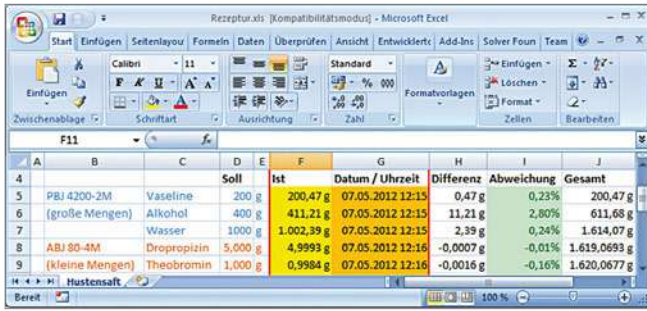 Rezeptur.xls [Kompatibilitätsmodus] - Microsoft Excel
Start Einfügen Seitenlayou Formeln Daten Überprüfen Ansicht Entwicklertc Add-Ins Solver Foun Team
Einfügen
Calibri 11
F K U A A
Standard
% 000
Formatvorlagen
Einfügen
Löschen
Format
Σ
Zwischenablage Schriftart Ausrichtung Zahl Zellen Bearbeiten
F11 fx
A B C D E F G H I J
4 Soll Ist Datum / Uhrzeit Differenz Abweichung Gesamt
5 PBJ 4200-2M Vaseline 200 g 200,47 g 07.05.2012 12:15 0,47 g 0,23% 200,47 g
6 (große Mengen) Alkohol 400 g 411,21 g 07.05.2012 12:15 11,21 g 2,80% 611,68 g
7 Wasser 1000 g 1.002,39 g 07.05.2012 12:15 2,39 g 0,24% 1.614,07 g
8 ABJ 80-4M Dropropizin 5,000 g 4,9993 g 07.05.2012 12:16 -0,0007 g -0,01% 1.619,0693 g
9 (kleine Mengen) Theobromin 1,000 g 0,9984 g 07.05.2012 12:16 -0,0016 g -0,16% 1.620,0677 g
Hustensaft
Bereit 100 %